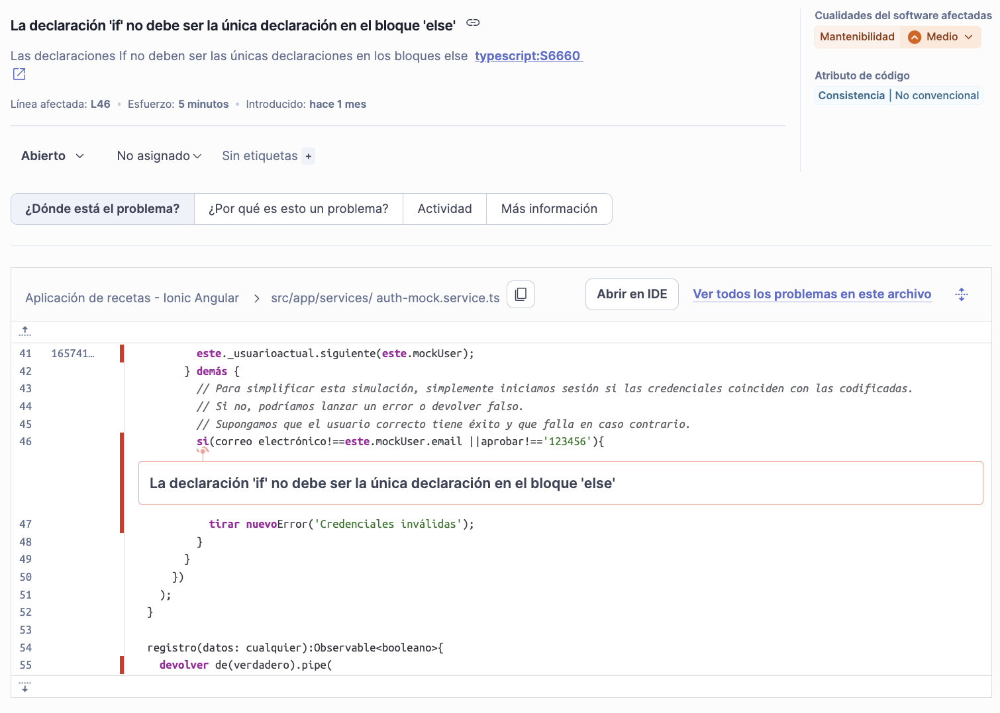 La declaración 'if' no debe ser la única declaración en el bloque 'else'
Las declaraciones If no deben ser las únicas declaraciones en los bloques else typescript:S6660
Línea afectada: L46 • Esfuerzo: 5 minutos • Introducido: hace 1 mes
Cualidades del software afectadas
Mantenibilidad Medio
Atributo de código
Consistencia | No convencional
Abierto No asignado Sin etiquetas +
¿Dónde está el problema? ¿Por qué es esto un problema? Actividad Más información
Aplicación de recetas - Ionic Angular > src/app/services/ auth-mock.service.ts Abrir en IDE Ver todos los problemas en este archivo
41 165741… este._usuarioactual.siguiente(este.mockUser);
42 } demás {
43 // Para simplificar esta simulación, simplemente iniciamos sesión si las credenciales coinciden con las codificadas.
44 // Si no, podríamos lanzar un error o devolver falso.
45 // Supongamos que el usuario correcto tiene éxito y que falla en caso contrario.
46 si(correo electrónico!==este.mockUser.email ||aprobar!=='123456'){
La declaración 'if' no debe ser la única declaración en el bloque 'else'
47 tirar nuevoError('Credenciales inválidas');
48 }
49 }
50 })
51 );
52 }
53
54 registro(datos: cualquier):Observable<booleano>{
55 devolver de(verdadero).pipe(